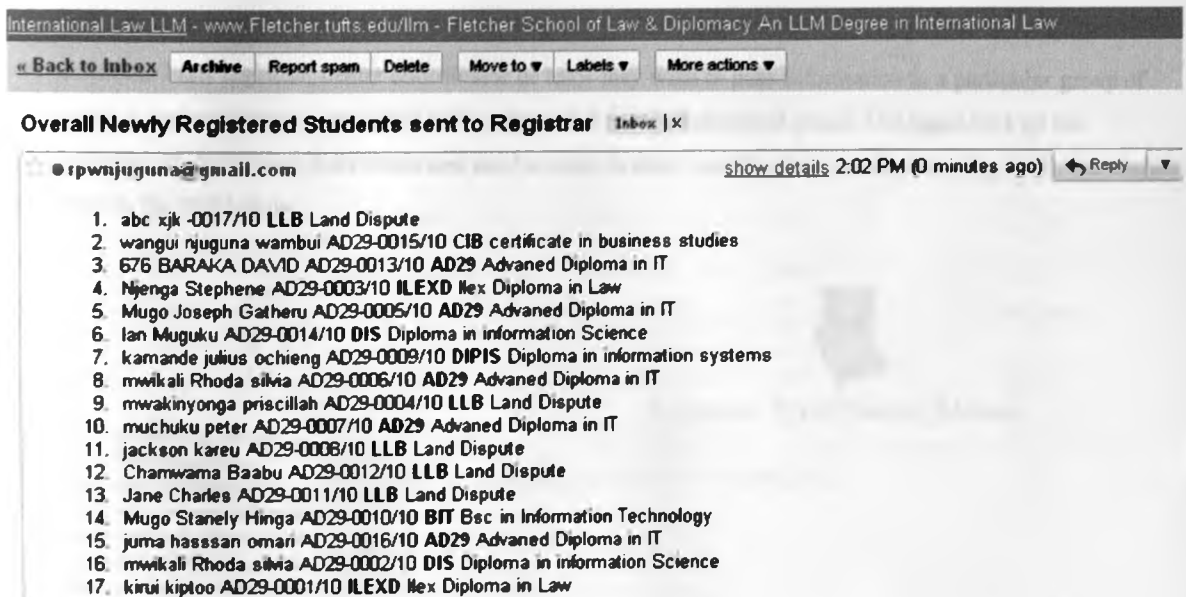 International Law LLM - www.Fletcher.tufts.edu/llm - Fletcher School of Law & Diplomacy An LLM Degree in International Law
« Back to Inbox Archive Report spam Delete Move to ▼ Labels ▼ More actions ▼
Overall Newly Registered Students sent to Registrar Inbox | X
spwnjuguna@gmail.com show details 2:02 PM (0 minutes ago) Reply ▼
1. abc xjk -0017/10 LLB Land Dispute
2. wangui njuguna wambui AD29-0015/10 CIB certificate in business studies
3. 676 BARAKA DAVID AD29-0013/10 AD29 Advaned Diploma in IT
4. Njenga Stephene AD29-0003/10 ILEXD Ilex Diploma in Law
5. Mugo Joseph Gatheru AD29-0005/10 AD29 Advaned Diploma in IT
6. Ian Muguku AD29-0014/10 DIS Diploma in information Science
7. kamande julius ochieng AD29-0009/10 DIPIS Diploma in information systems
8. mwikali Rhoda silvia AD29-0006/10 AD29 Advaned Diploma in IT
9. mwakinyonga priscillah AD29-0004/10 LLB Land Dispute
10. muchuku peter AD29-0007/10 AD29 Advaned Diploma in IT
11. jackson kareu AD29-0008/10 LLB Land Dispute
12. Chamwama Baabu AD29-0012/10 LLB Land Dispute
13. Jane Charles AD29-0011/10 LLB Land Dispute
14. Mugo Stanely Hinga AD29-0010/10 BIT Bsc in Information Technology
15. juma hasssan omari AD29-0016/10 AD29 Advaned Diploma in IT
16. mwikali Rhoda silvia AD29-0002/10 DIS Diploma in information Science
17. kirui kiptoo AD29-0001/10 ILEXD Ilex Diploma in Law